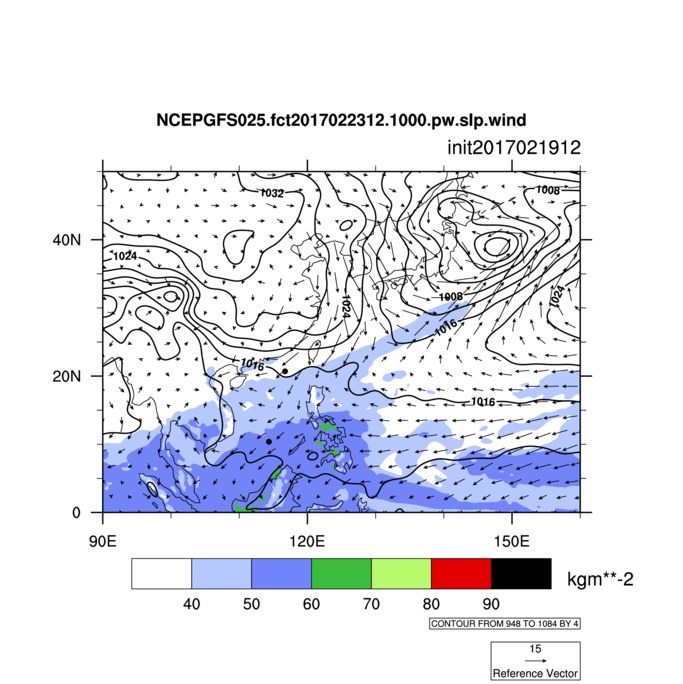 NCEPGFS025.fct2017022312.1000.pw.slp.wind
init2017021912
1032
1008
40N
1024
1008
1024
1024
1016
1016
20N
1016
0
90E 120E 150E
40 50 60 70 80 90
kgm**-2
CONTOUR FROM 948 TO 1084 BY 4
15
Reference Vector